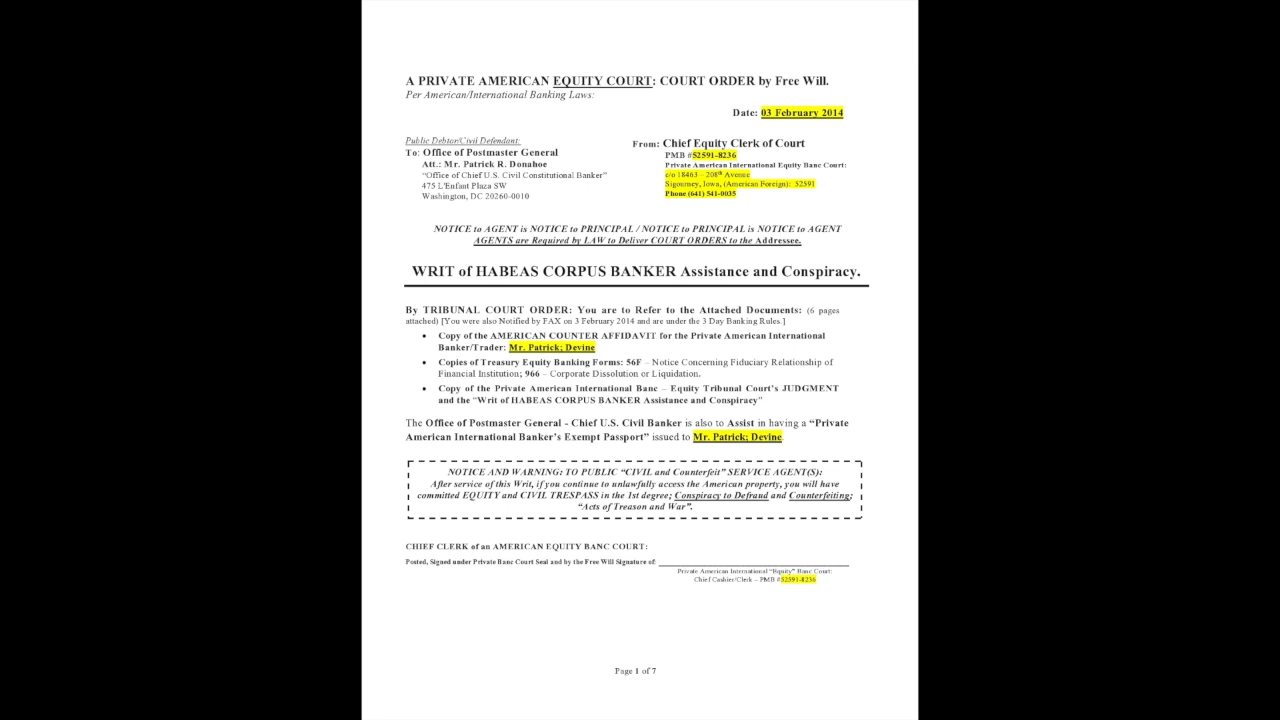 A PRIVATE AMERICAN EQUITY COURT: COURT ORDER by Free Will.
Per American/International Banking Laws:
Date: 03 February 2014
Public Debtor/Civil Defendant:
To: Office of Postmaster General
Att.: Mr. Patrick R. Donahoe
"Office of Chief U.S. Civil Constitutional Banker"
475 L'Enfant Plaza SW
Washington, DC 20260-0010
From: Chief Equity Clerk of Court
PMB #52591-8236
Private American International Equity Banc Court:
c/o 18463 – 208th Avenue
Sigourney, Iowa, (American Foreign): 52591
Phone (641) 541-0035
NOTICE to AGENT is NOTICE to PRINCIPAL / NOTICE to PRINCIPAL is NOTICE to AGENT
AGENTS are Required by LAW to Deliver COURT ORDERS to the Addressee.
WRIT of HABEAS CORPUS BANKER Assistance and Conspiracy.
By TRIBUNAL COURT ORDER: You are to Refer to the Attached Documents: (6 pages
attached) [You were also Notified by FAX on 3 February 2014 and are under the 3 Day Banking Rules.]
• Copy of the AMERICAN COUNTER AFFIDAVIT for the Private American International
Banker/Trader: Mr. Patrick; Devine
• Copies of Treasury Equity Banking Forms: 56F – Notice Concerning Fiduciary Relationship of
Financial Institution; 966 – Corporate Dissolution or Liquidation.
• Copy of the Private American International Banc – Equity Tribunal Court's JUDGMENT
and the "Writ of HABEAS CORPUS BANKER Assistance and Conspiracy"
The Office of Postmaster General - Chief U.S. Civil Banker is also to Assist in having a "Private
American International Banker's Exempt Passport" issued to Mr. Patrick; Devine.
NOTICE AND WARNING: TO PUBLIC "CIVIL and Counterfeit" SERVICE AGENT(S):
After service of this Writ, if you continue to unlawfully access the American property, you will have
committed EQUITY and CIVIL TRESPASS in the 1st degree; Conspiracy to Defraud and Counterfeiting;
"Acts of Treason and War".
CHIEF CLERK of an AMERICAN EQUITY BANC COURT:
Posted, Signed under Private Banc Court Seal and by the Free Will Signature of:
Private American International "Equity" Banc Court:
Chief Cashier/Clerk – PMB #52591-8236
Page 1 of 7